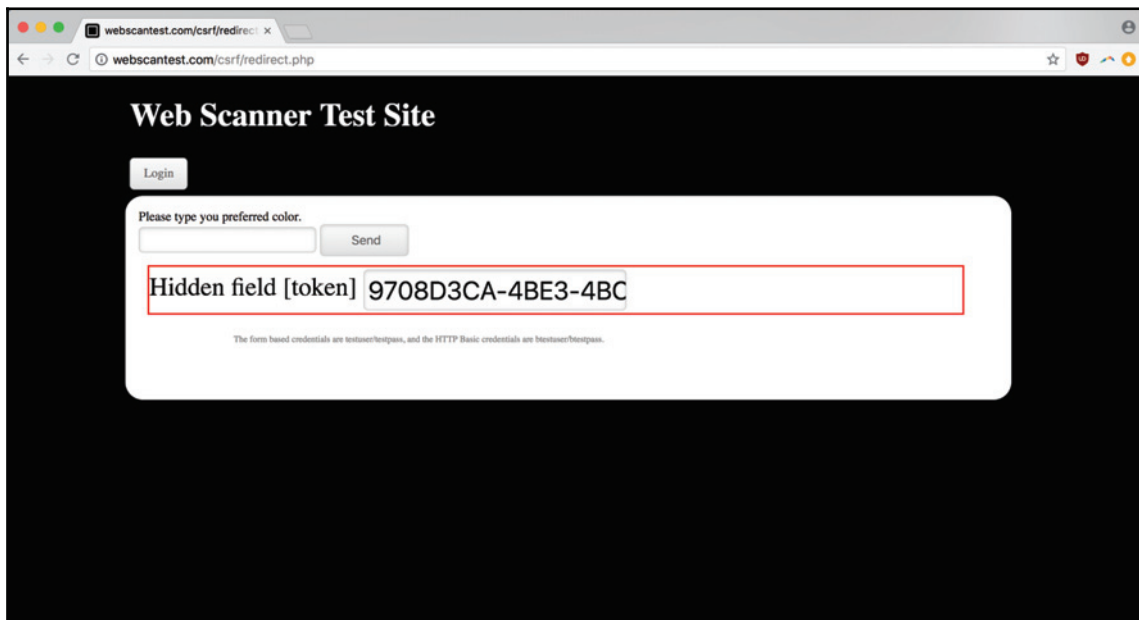 webscantest.com/csrf/redirect
webscantest.com/csrf/redirect.php
Web Scanner Test Site
Login
Please type you preferred color.
Send
Hidden field [token] 9708D3CA-4BE3-4BC
The form based credentials are testuser/testpass, and the HTTP Basic credentials are btestuser/btestpass.